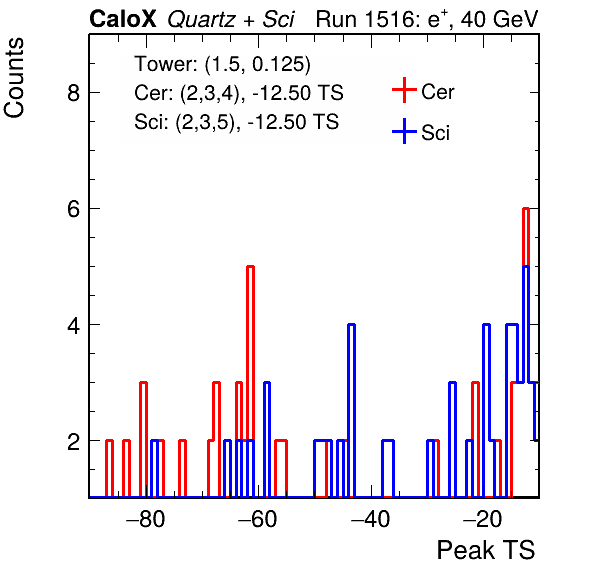 CaloX Quartz + Sci Run 1516: e⁺, 40 GeV
Tower: (1.5, 0.125)
Cer: (2,3,4), -12.50 TS
Sci: (2,3,5), -12.50 TS
Cer
Sci
Counts
8
6
4
2
−80 −60 −40 −20
Peak TS